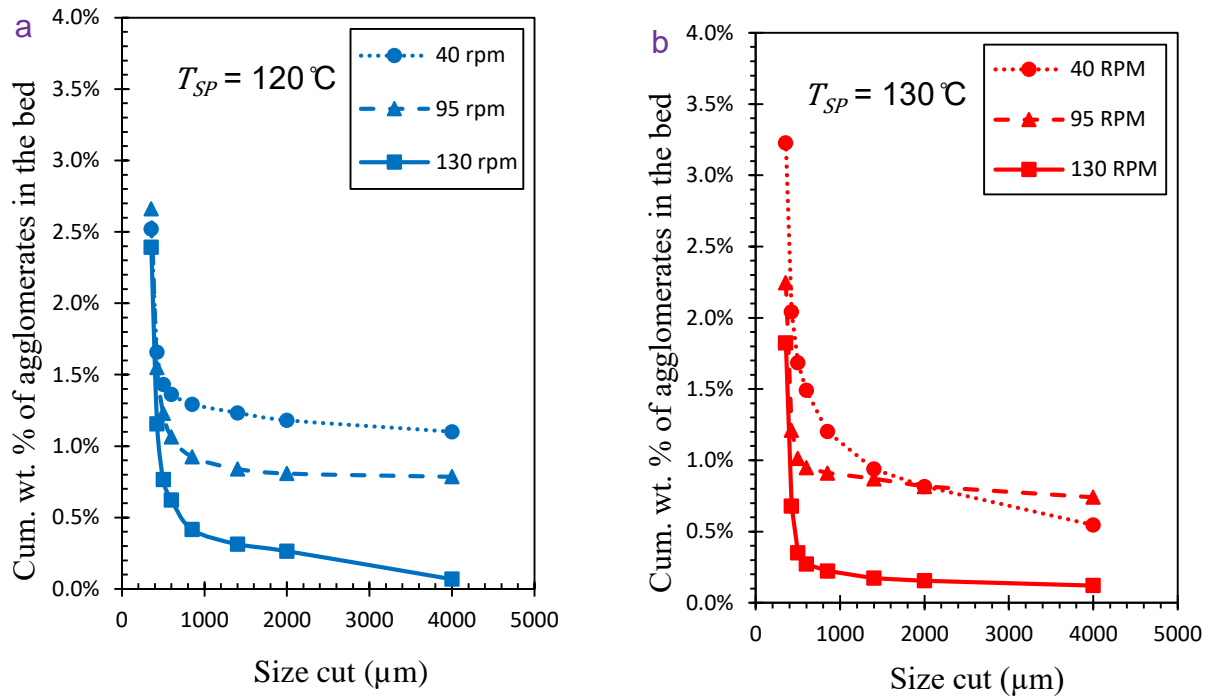 a
Cum. wt. % of agglomerates in the bed
4.0%
3.5%
3.0%
2.5%
2.0%
1.5%
1.0%
0.5%
0.0%
T_SP = 120 ℃
40 rpm
95 rpm
130 rpm
0 1000 2000 3000 4000 5000
Size cut (µm)
b
Cum. wt. % of agglomerates in the bed
4.0%
3.5%
3.0%
2.5%
2.0%
1.5%
1.0%
0.5%
0.0%
T_SP = 130 ℃
40 RPM
95 RPM
130 RPM
0 1000 2000 3000 4000 5000
Size cut (µm)